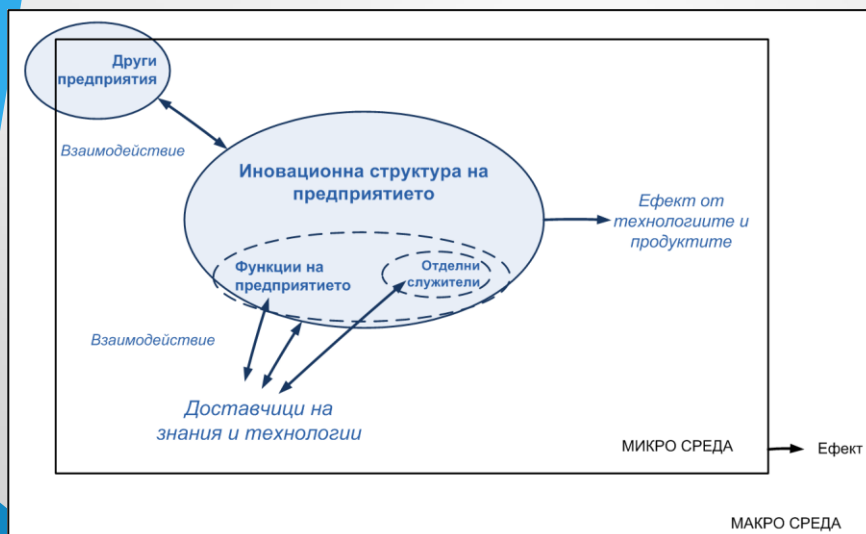 Други
предприятия
Взаимодействие
Иновационна структура на
предприятието
Ефект от
технологиите и
продуктите
Функции на
предприятието
Отделни
служители
Взаимодействие
Доставчици на
знания и технологии
МИКРО СРЕДА
Ефект
МАКРО СРЕДА